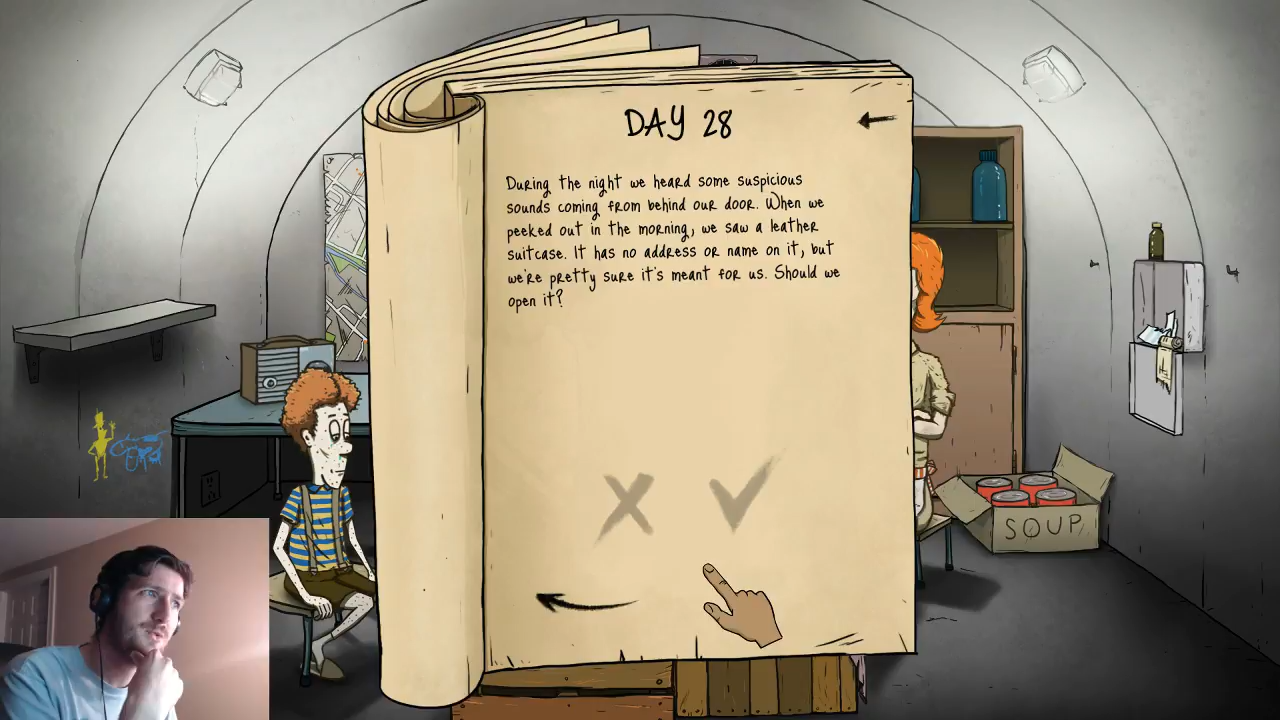 DAY 28
During the night we heard some suspicious
sounds coming from behind our door. When we
peeked out in the morning, we saw a leather
suitcase. It has no address or name on it, but
we're pretty sure it's meant for us. Should we
open it?
SOUP